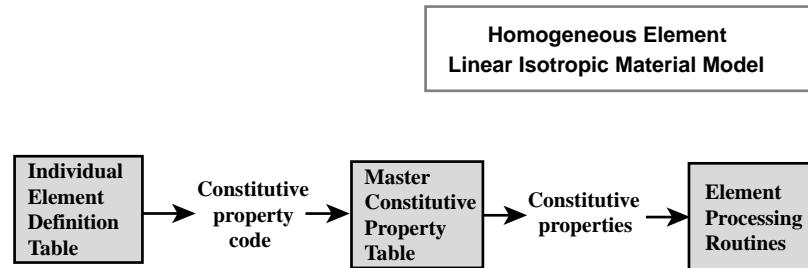 Homogeneous Element
Linear Isotropic Material Model
Individual
Element
Definition
Table
Constitutive
property
code
Master
Constitutive
Property
Table
Constitutive
properties
Element
Processing
Routines